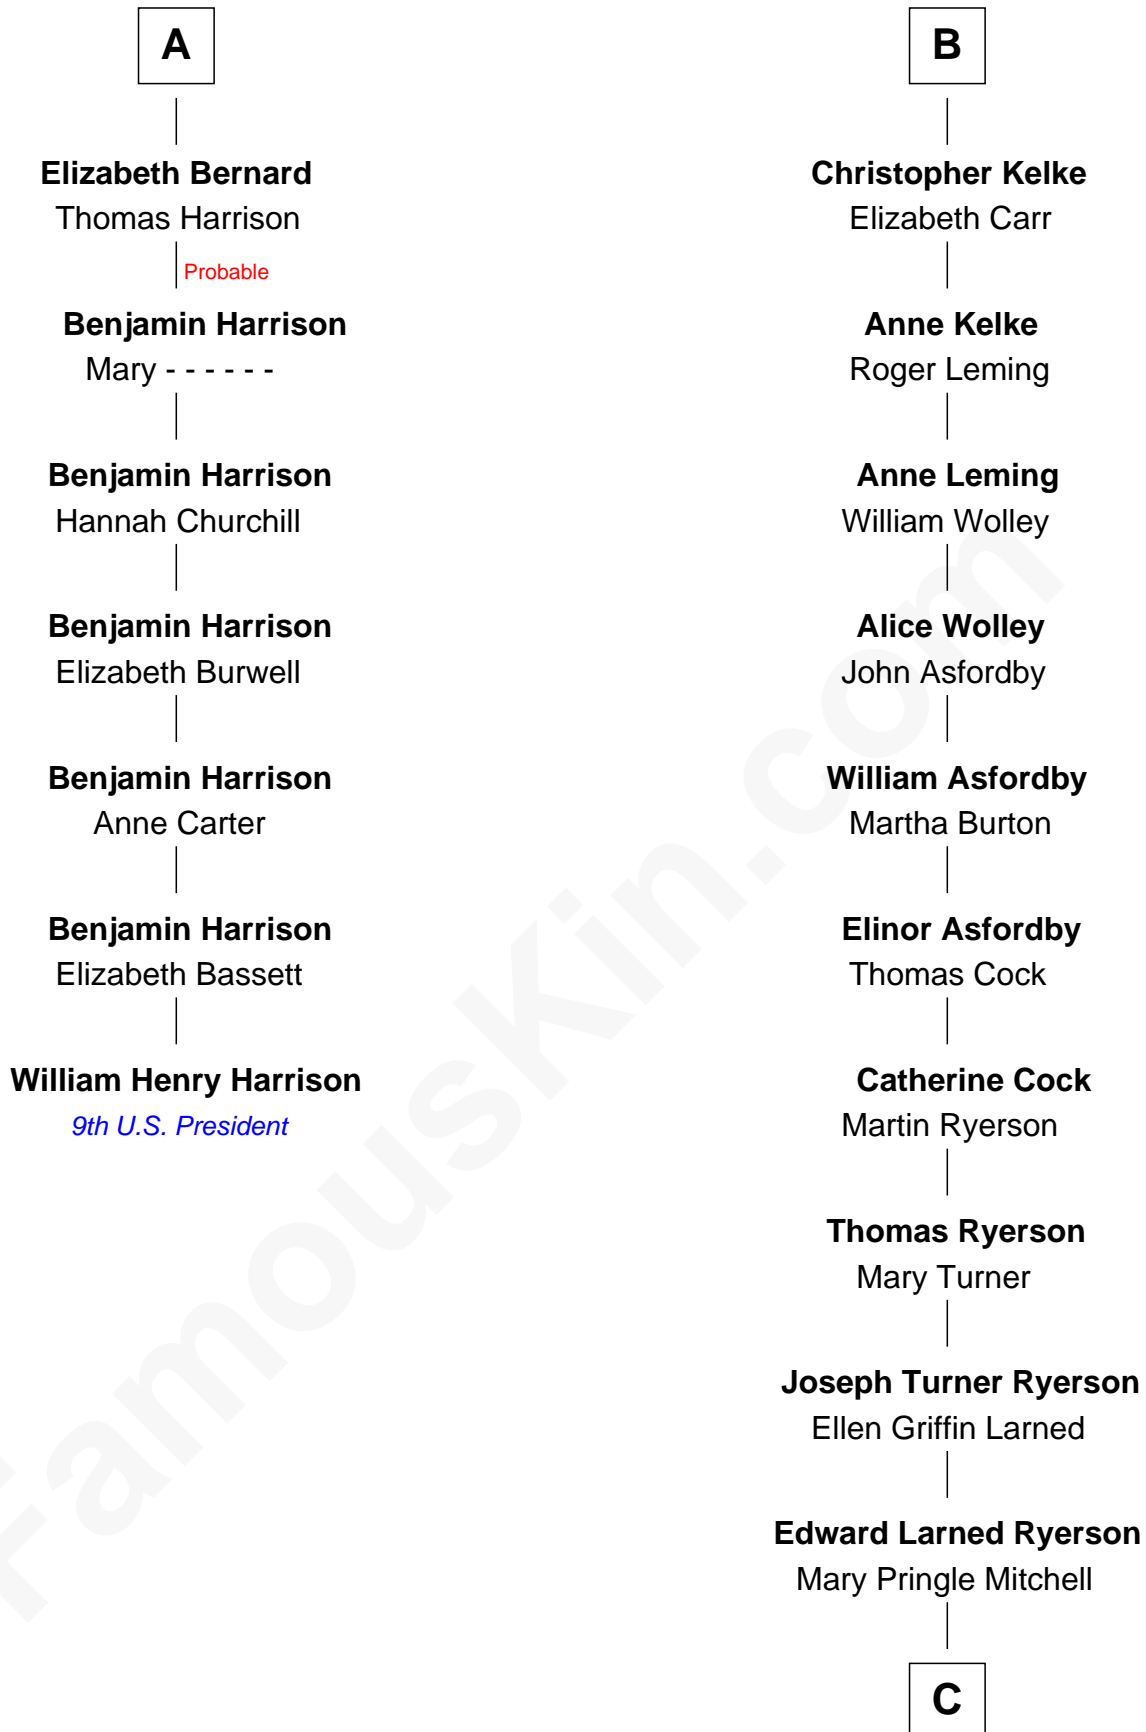 A
Elizabeth Bernard
Thomas Harrison
Probable
Benjamin Harrison
Mary - - - - - -
Benjamin Harrison
Hannah Churchill
Benjamin Harrison
Elizabeth Burwell
Benjamin Harrison
Anne Carter
Benjamin Harrison
Elizabeth Bassett
William Henry Harrison
9th U.S. President
B
Christopher Kelke
Elizabeth Carr
Anne Kelke
Roger Leming
Anne Leming
William Wolley
Alice Wolley
John Asfordby
William Asfordby
Martha Burton
Elinor Asfordby
Thomas Cock
Catherine Cock
Martin Ryerson
Thomas Ryerson
Mary Turner
Joseph Turner Ryerson
Ellen Griffin Larned
Edward Larned Ryerson
Mary Pringle Mitchell
C
FamousKin.com